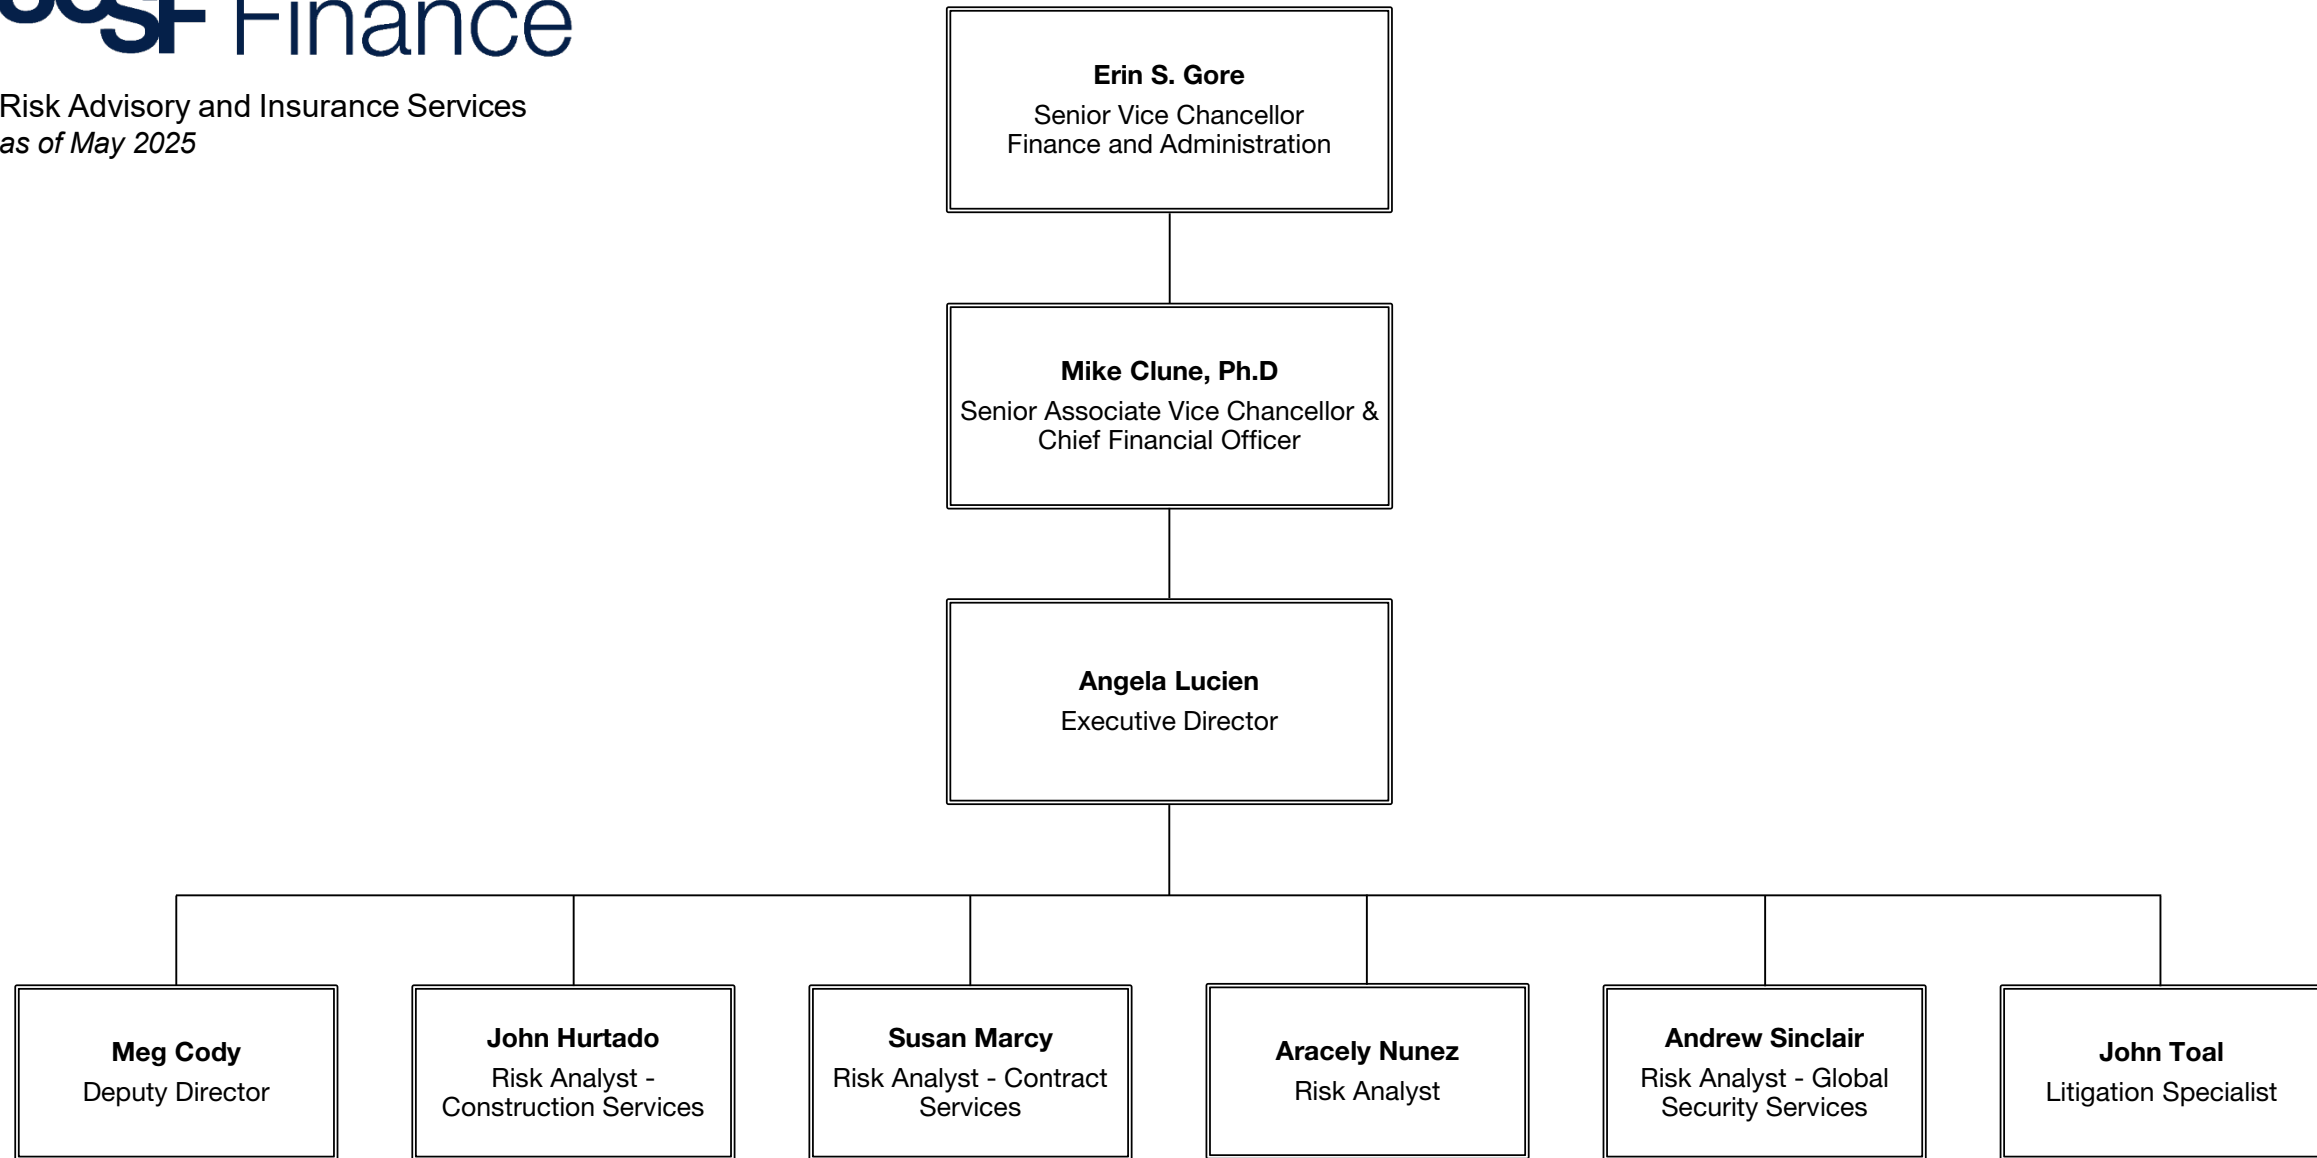 UCSF Finance
Risk Advisory and Insurance Services
as of May 2025
Erin S. Gore
Senior Vice Chancellor
Finance and Administration
Mike Clune, Ph.D
Senior Associate Vice Chancellor &
Chief Financial Officer
Angela Lucien
Executive Director
Meg Cody
Deputy Director
John Hurtado
Risk Analyst -
Construction Services
Susan Marcy
Risk Analyst - Contract
Services
Aracely Nunez
Risk Analyst
Andrew Sinclair
Risk Analyst - Global
Security Services
John Toal
Litigation Specialist